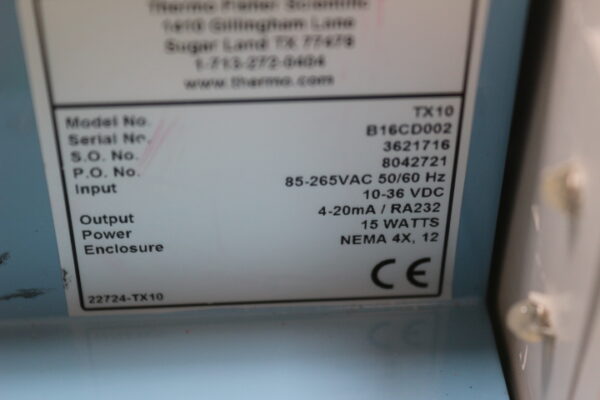 Thermo Fisher Scientific
1410 Gillingham Lane
Sugar Land TX 77478
1-713-272-0404
www.thermo.com
Model No. TX10
Serial No. B16CD002
S.O. No. 3621716
P.O. No. 8042721
Input 85-265VAC 50/60 Hz
10-36 VDC
Output 4-20mA / RA232
Power 15 WATTS
Enclosure NEMA 4X, 12
CE
22724-TX10